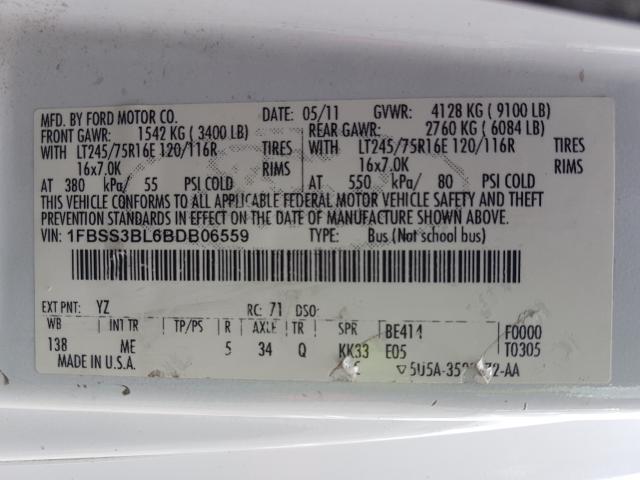 MFD. BY FORD MOTOR CO. DATE: 05/11 GVWR: 4128 KG ( 9100 LB)
FRONT GAWR: 1542 KG ( 3400 LB) REAR GAWR: 2760 KG ( 6084 LB)
WITH LT245/75R16E 120/116R TIRES WITH LT245/75R16E 120/116R TIRES
16x7.0K RIMS 16x7.0K RIMS
AT 380 kPa/ 55 PSI COLD AT 550 kPa/ 80 PSI COLD
THIS VEHICLE CONFORMS TO ALL APPLICABLE FEDERAL MOTOR VEHICLE SAFETY AND THEFT
PREVENTION STANDARDS IN EFFECT ON THE DATE OF MANUFACTURE SHOWN ABOVE.
VIN: 1FBSS3BL6BDB06559 TYPE: Bus (Not school bus)
EXT PNT: YZ RC: 71 DSO:
WB INT TR TP/PS R AXLE TR SPR BE414 F0000
138 ME 5 34 Q KK33 E05 T0305
MADE IN U.S.A.